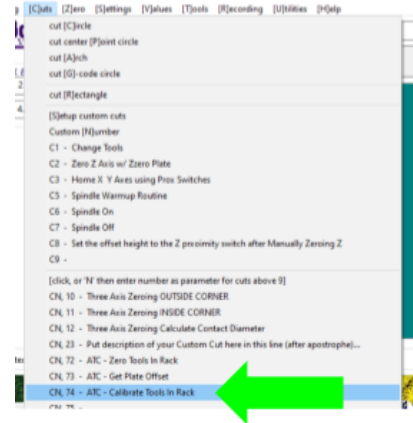 [C]uts [Z]ero [S]ettings [V]alues [T]ools [R]ecording [U]tilities [H]elp
cut [C]ircle
cut center [P]oint circle
cut [A]rch
cut [G]-code circle
cut [R]ectangle
[S]etup custom cuts
Custom [N]umber
C1 - Change Tools
C2 - Zero Z Axis w/ Zzero Plate
C3 - Home X Y Axes using Prox Switches
C5 - Spindle Warmup Routine
C6 - Spindle On
C7 - Spindle Off
C8 - Set the offset height to the Z proximity switch after Manually Zeroing Z
C9 -
[click, or 'N' then enter number as parameter for cuts above 9]
CN, 10 - Three Axis Zeroing OUTSIDE CORNER
CN, 11 - Three Axis Zeroing INSIDE CORNER
CN, 12 - Three Axis Zeroing Calculate Contact Diameter
CN, 23 - Put description of your Custom Cut here in this line (after apostrophe)...
CN, 72 - ATC - Zero Tools In Rack
CN, 73 - ATC - Get Plate Offset
CN, 74 - ATC - Calibrate Tools In Rack
CN, 75 -